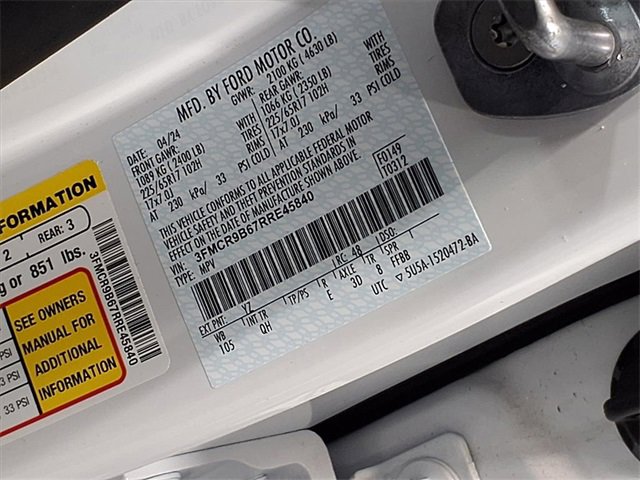 MFD. BY FORD MOTOR CO.
DATE: 04/24 GVWR: 2100 KG ( 4630 LB)
FRONT GAWR: REAR GAWR:
1089 KG (2400 LB) WITH 1066 KG (2350 LB) WITH
225/65R17 102H TIRES 225/65R17 102H TIRES
17x7.0J RIMS 17x7.0J RIMS
AT 230 kPa/ 33 PSI COLD AT 230 kPa/ 33 PSI COLD
THIS VEHICLE CONFORMS TO ALL APPLICABLE FEDERAL MOTOR
VEHICLE SAFETY AND THEFT PREVENTION STANDARDS IN
EFFECT ON THE DATE OF MANUFACTURE SHOWN ABOVE.
VIN: 3FMCR9B67RRE45840 F0749
TYPE: MPV T0312
EXT PNT: YZ RC: 48 DSO:
WB INT TR TP/PS R AXLE TR SPR
105 QH E 3D 8 FFBB
UTC ▽ 5U5A-1520472-BA
FORMATION
2 REAR: 3
g or 851 lbs.
3FMCR9B67RRE45840
PSI SEE OWNERS
MANUAL FOR
3 PSI ADDITIONAL
33 PSI INFORMATION